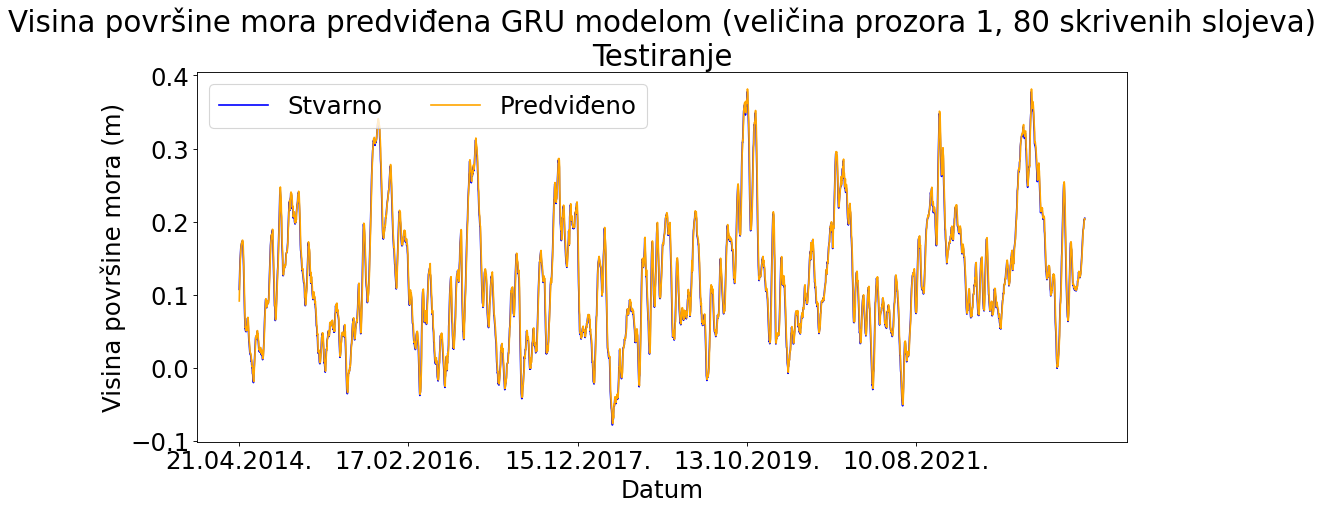 Visina površine mora predviđena GRU modelom (veličina prozora 1, 80 skrivenih slojeva)
Testiranje
Stvarno
Predviđeno
Visina površine mora (m)
0.4
0.3
0.2
0.1
0.0
−0.1
21.04.2014.
17.02.2016.
15.12.2017.
13.10.2019.
10.08.2021.
Datum